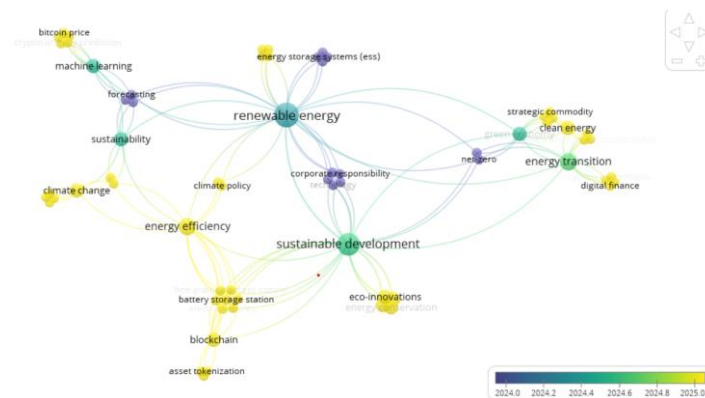 bitcoin price
machine learning
forecasting
sustainability
climate change
energy storage systems (ess)
renewable energy
corporate responsibility
climate policy
energy efficiency
sustainable development
battery storage station
blockchain
asset tokenization
eco-innovations
energy conservation
net-zero
strategic commodity
clean energy
energy transition
digital finance
2024.0 2024.2 2024.4 2024.6 2024.8 2025.0